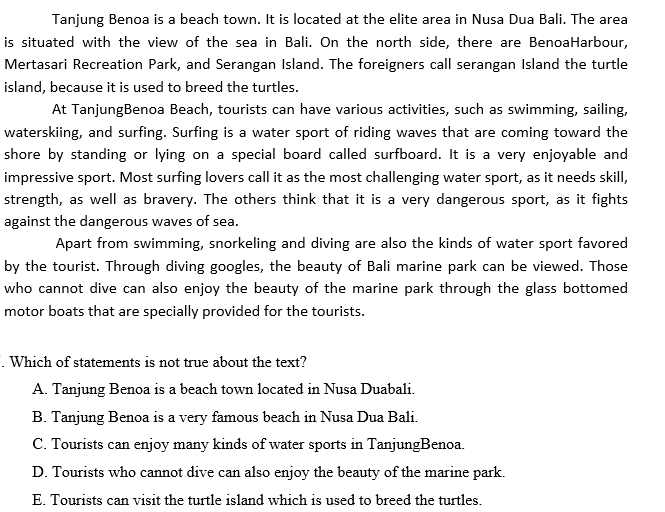 Tanjung Benoa is a beach town. It is located at the elite area in Nusa Dua Bali. The area
is situated with the view of the sea in Bali. On the north side, there are BenoaHarbour,
Mertasari Recreation Park, and Serangan Island. The foreigners call serangan Island the turtle
island, because it is used to breed the turtles.
At TanjungBenoa Beach, tourists can have various activities, such as swimming, sailing,
waterskiing, and surfing. Surfing is a water sport of riding waves that are coming toward the
shore by standing or lying on a special board called surfboard. It is a very enjoyable and
impressive sport. Most surfing lovers call it as the most challenging water sport, as it needs skill,
strength, as well as bravery. The others think that it is a very dangerous sport, as it fights
against the dangerous waves of sea.
Apart from swimming, snorkeling and diving are also the kinds of water sport favored
by the tourist. Through diving googles, the beauty of Bali marine park can be viewed. Those
who cannot dive can also enjoy the beauty of the marine park through the glass bottomed
motor boats that are specially provided for the tourists.
. Which of statements is not true about the text?
A. Tanjung Benoa is a beach town located in Nusa Duabali.
B. Tanjung Benoa is a very famous beach in Nusa Dua Bali.
C. Tourists can enjoy many kinds of water sports in TanjungBenoa.
D. Tourists who cannot dive can also enjoy the beauty of the marine park.
E. Tourists can visit the turtle island which is used to breed the turtles.